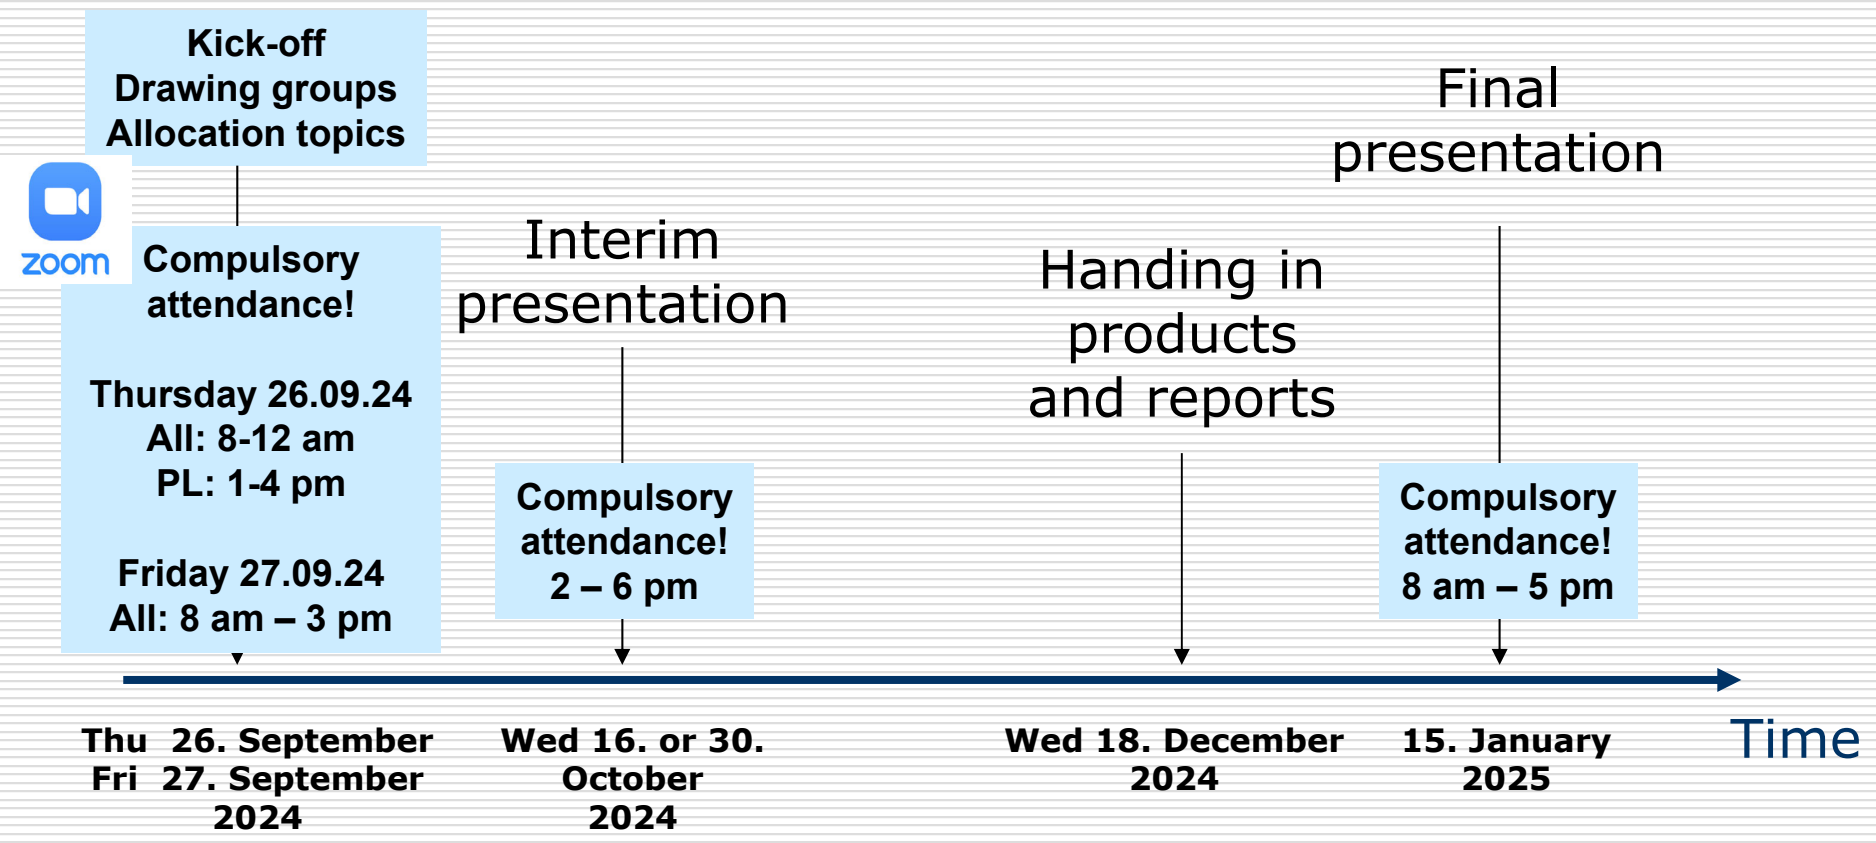 Kick-off
Drawing groups
Allocation topics
zoom
Compulsory
attendance!
Thursday 26.09.24
All: 8-12 am
PL: 1-4 pm
Friday 27.09.24
All: 8 am – 3 pm
Interim
presentation
Compulsory
attendance!
2 – 6 pm
Handing in
products
and reports
Final
presentation
Compulsory
attendance!
8 am – 5 pm
Thu 26. September
Fri 27. September
2024
Wed 16. or 30.
October
2024
Wed 18. December
2024
15. January
2025
Time